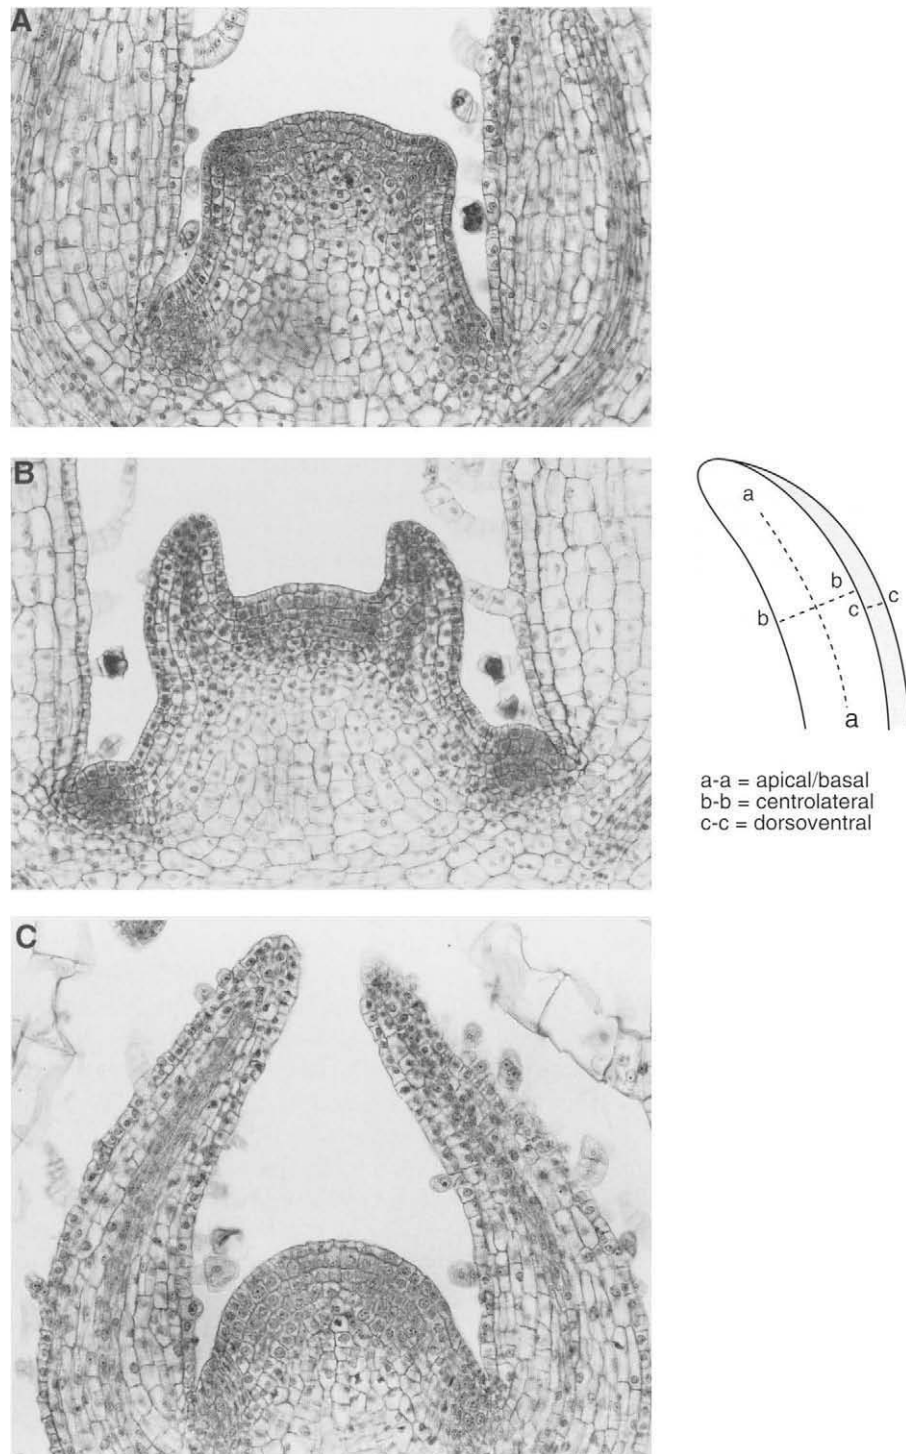 A
B
a
b
c
b
c
a
a-a = apical/basal
b-b = centrolateral
c-c = dorsoventral
C